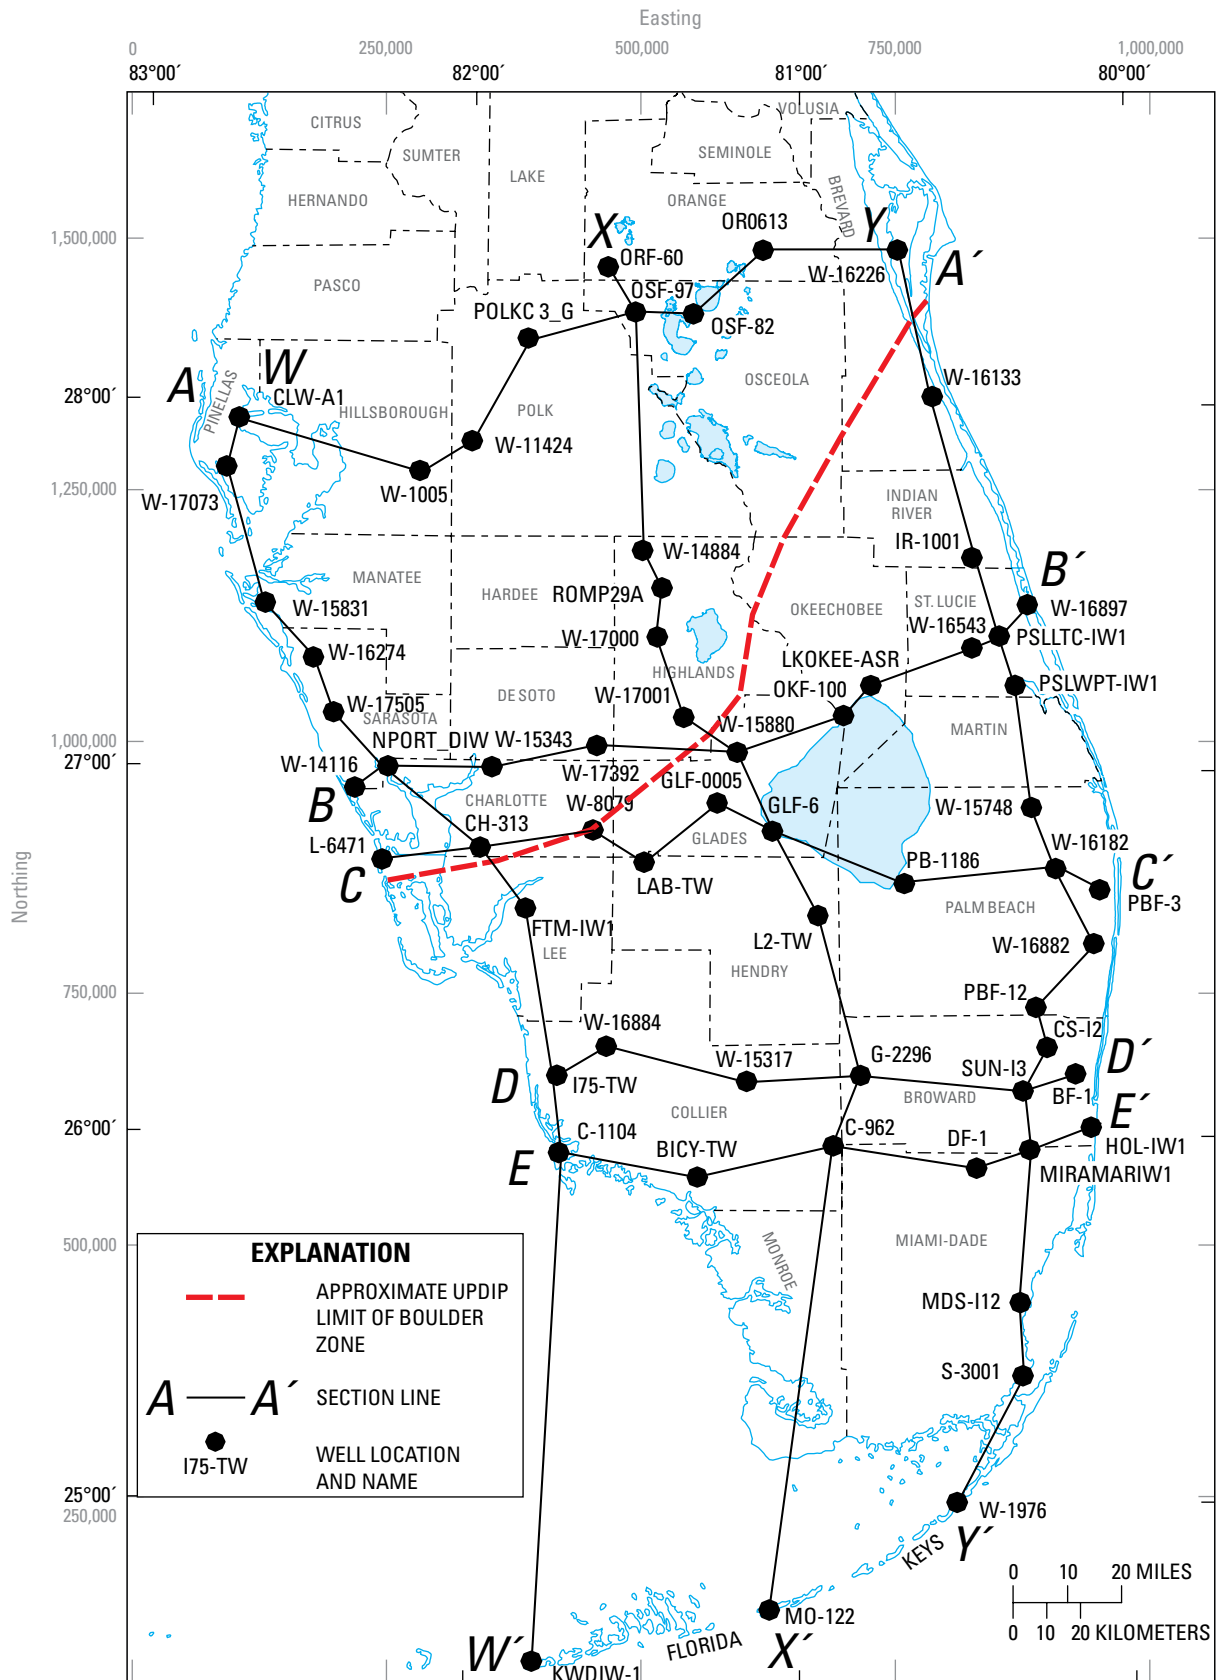 Easting
0
250,000
500,000
750,000
1,000,000
83°00´
82°00´
81°00´
80°00´
VOLUSIA
CITRUS
SUMTER
SEMINOLE
LAKE
BREVARD
HERNANDO
ORANGE
OR0613
Y
X
1,500,000
ORF-60
W-16226
A´
PASCO
OSF-97
POLKC 3_G
OSF-82
A
W
PINELLAS
OSCEOLA
W-16133
28°00´
CLW-A1
HILLSBOROUGH
POLK
W-11424
1,250,000
W-17073
W-1005
INDIAN
RIVER
IR-1001
W-14884
B´
MANATEE
HARDEE
ROMP29A
OKEECHOBEE
ST. LUCIE
W-16897
W-15831
W-16543
W-17000
PSLLTC-IW1
W-16274
HIGHLANDS
LKOKEE-ASR
PSLWPT-IW1
DE SOTO
W-17001
OKF-100
W-17505
SARASOTA
W-15880
MARTIN
1,000,000
NPORT_DIW
W-15343
27°00´
W-14116
W-17392
GLF-0005
B
CHARLOTTE
W-8079
W-15748
CH-313
GLF-6
GLADES
W-16182
L-6471
C
LAB-TW
PB-1186
C´
PBF-3
PALM BEACH
Northing
FTM-IW1
L2-TW
W-16882
LEE
HENDRY
750,000
PBF-12
W-16884
CS-I2
W-15317
G-2296
SUN-I3
D´
D
I75-TW
BROWARD
BF-1
COLLIER
E´
26°00´
C-1104
C-962
DF-1
BICY-TW
HOL-IW1
E
MIRAMARIW1
500,000
MONROE
MIAMI-DADE
EXPLANATION
APPROXIMATE UPDIP
LIMIT OF BOULDER
ZONE
MDS-I12
A
A´
SECTION LINE
S-3001
I75-TW
WELL LOCATION
AND NAME
25°00´
250,000
W-1976
KEYS
Y´
0 10 20 MILES
MO-122
0 10 20 KILOMETERS
FLORIDA
X´
W´
KWDIW-1